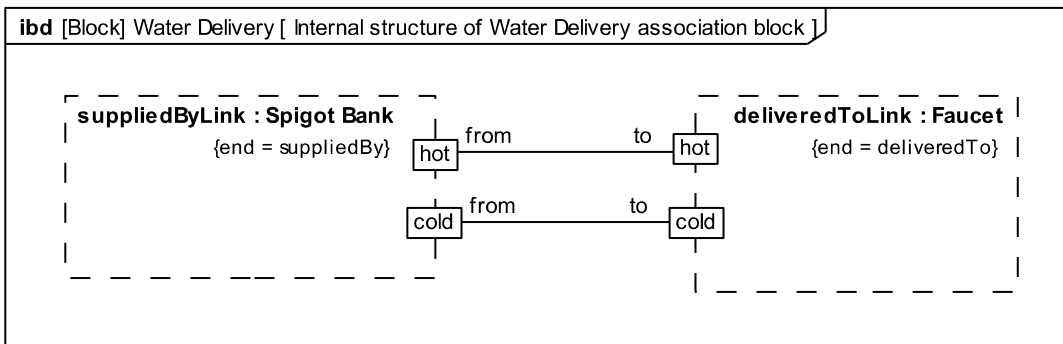 ibd [Block] Water Delivery [ Internal structure of Water Delivery association block ]
suppliedByLink : Spigot Bank
{end = suppliedBy}
deliveredToLink : Faucet
{end = deliveredTo}
hot
from
to
hot
cold
from
to
cold